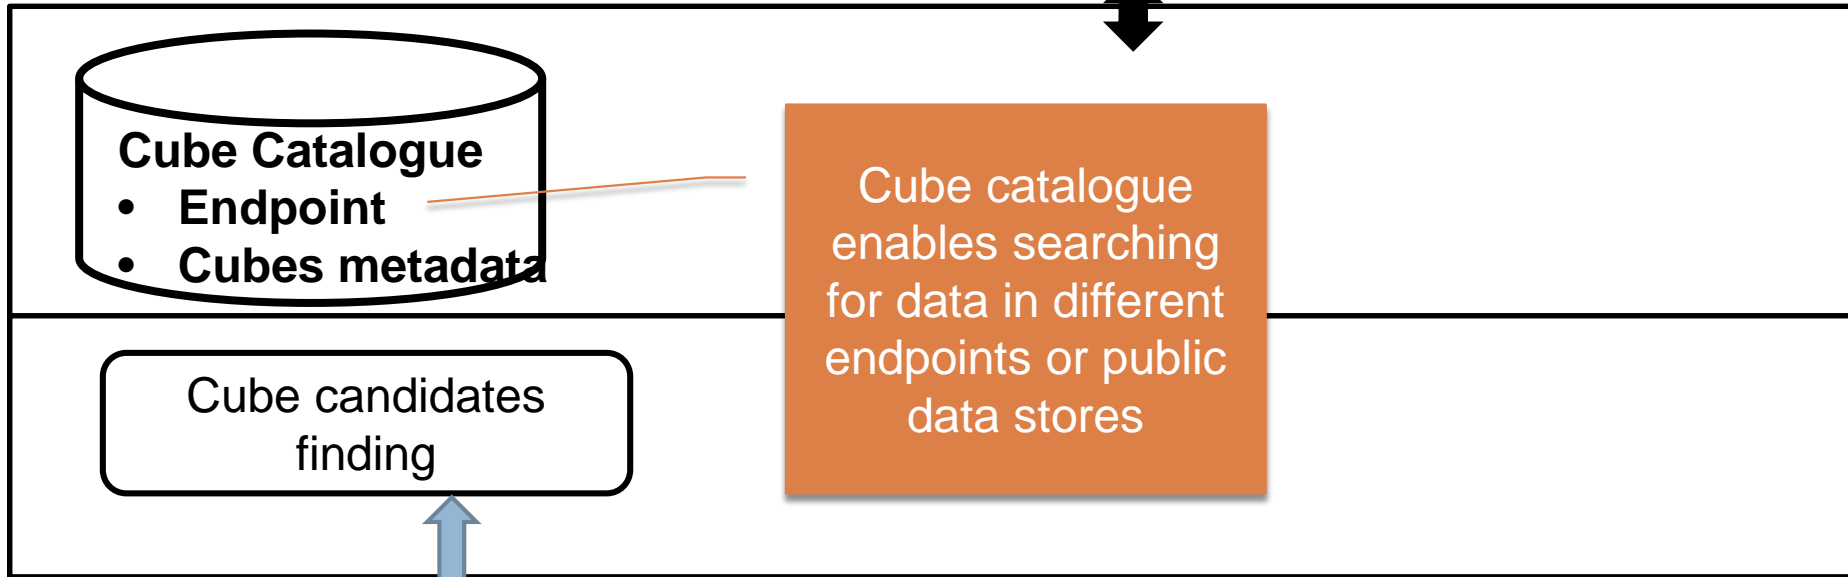 Cube Catalogue
• Endpoint
• Cubes metadata
Cube catalogue
enables searching
for data in different
endpoints or public
data stores
Cube candidates
finding